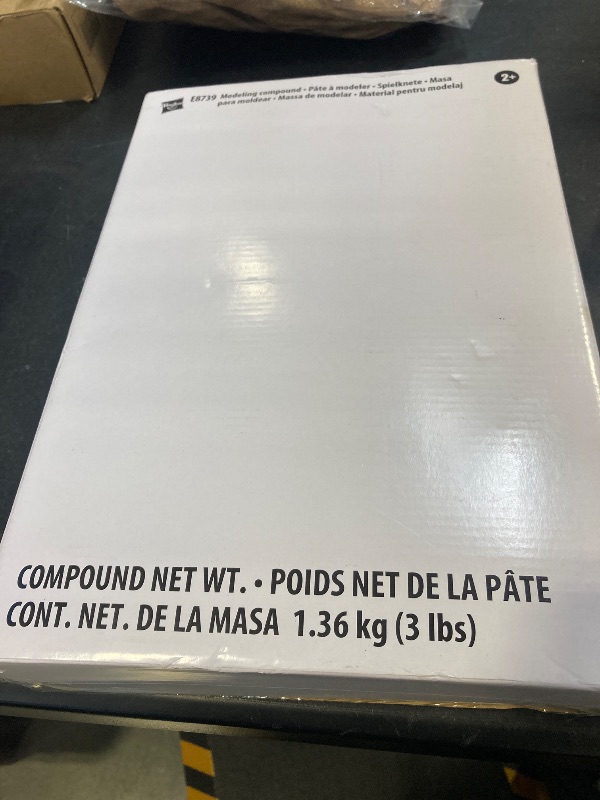 Hasbro E8739 Modeling compound • Pâte à modeler • Spielknete • Masa
para moldear • Massa de modelar • Material pentru modelaj
2+
COMPOUND NET WT. • POIDS NET DE LA PÂTE
CONT. NET. DE LA MASA 1.36 kg (3 lbs)